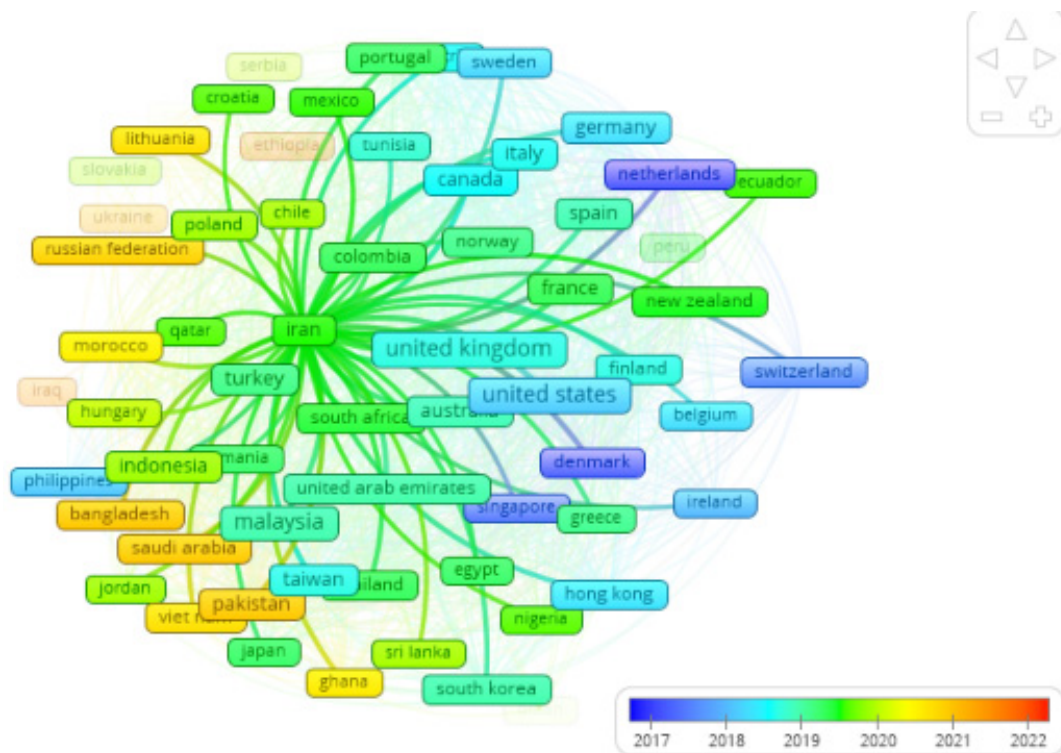 serbia
portugal
sweden
croatia
mexico
lithuania
ethiopia
tunisia
germany
italy
slovakia
canada
netherlands
ecuador
ukraine
poland
chile
spain
russian federation
colombia
norway
peru
france
new zealand
qatar
iran
morocco
united kingdom
turkey
finland
switzerland
iraq
united states
hungary
south africa
australia
belgium
indonesia
denmark
philippines
united arab emirates
bangladesh
singapore
ireland
malaysia
greece
saudi arabia
egypt
jordan
taiwan
hong kong
viet nam
pakistan
nigeria
japan
sri lanka
ghana
south korea
2017 2018 2019 2020 2021 2022